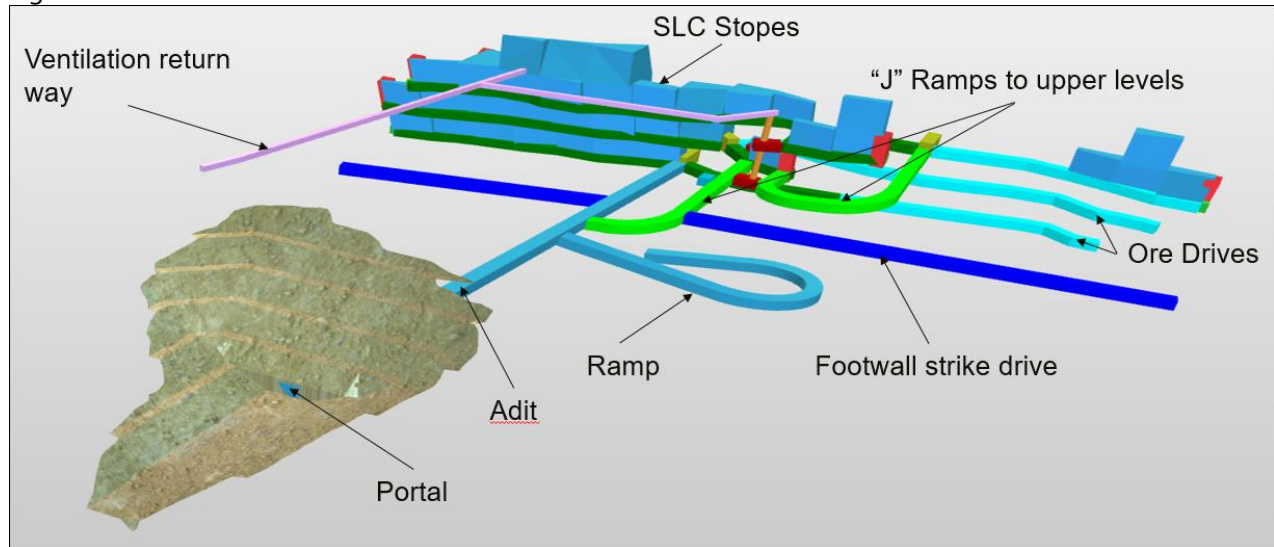 SLC Stopes
Ventilation return
way
“J” Ramps to upper levels
Ore Drives
Ramp
Footwall strike drive
Adit
Portal